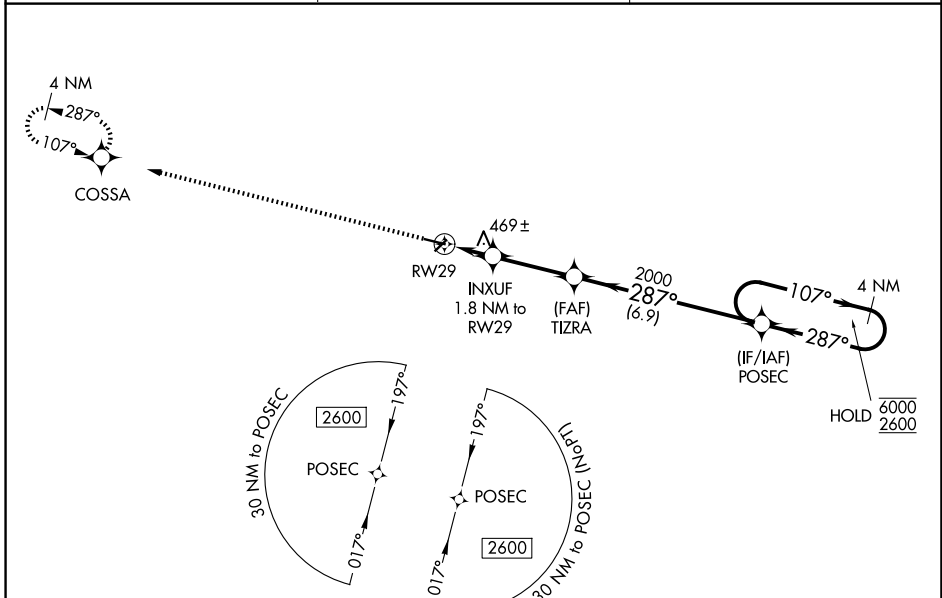 4 NM
287°
107°
COSSA
469±
RW29
INXUF
1.8 NM to
RW29
(FAF)
TIZRA
2000
287°
(6.9)
107°
4 NM
287°
(IF/IAF)
POSEC
HOLD
6000
2600
30 NM to POSEC
2600
197°
POSEC
017°
197°
POSEC
2600
017°
30 NM to POSEC (NoPT)